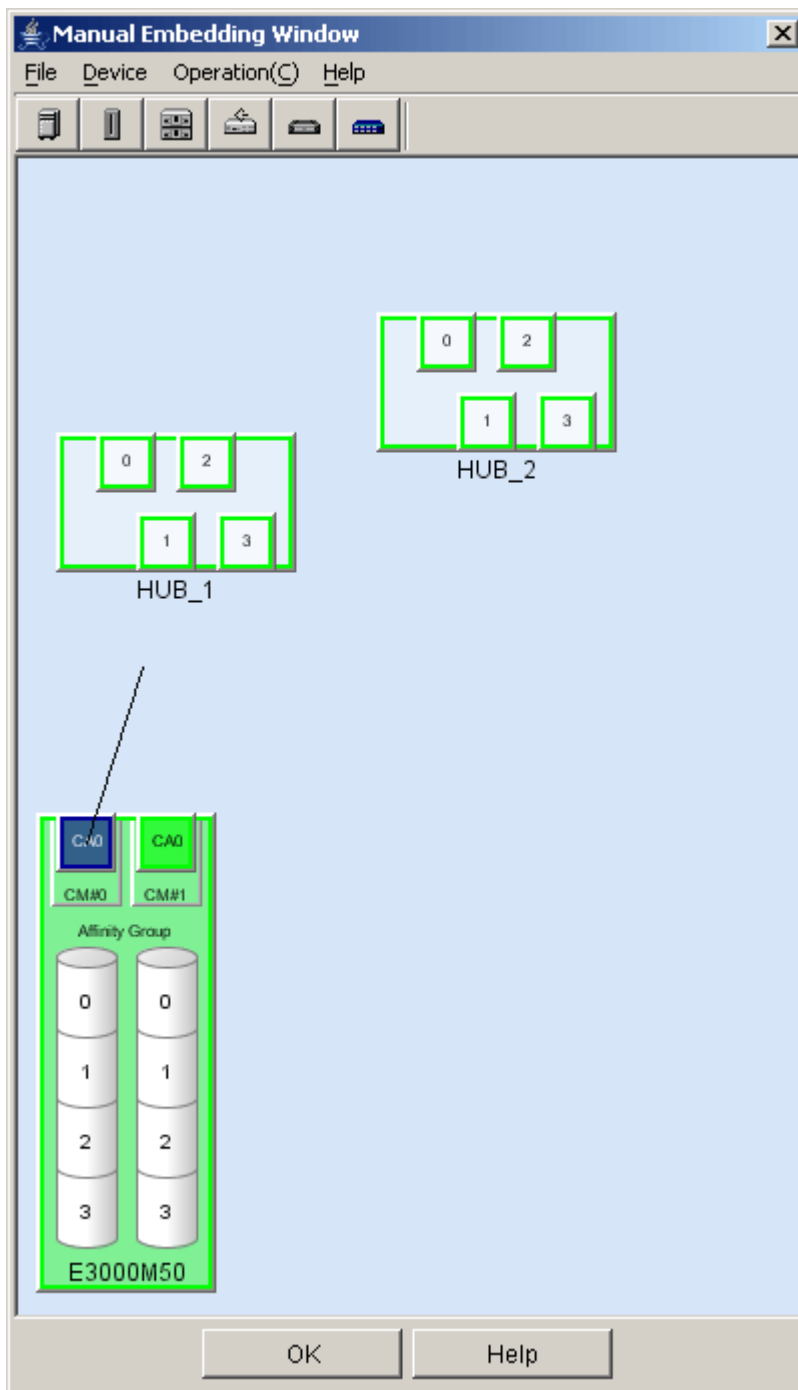 Manual Embedding Window
File Device Operation(C) Help
0 2
1 3
HUB_2
0 2
1 3
HUB_1
CA0 CA0
CM#0 CM#1
Affinity Group
0 0
1 1
2 2
3 3
E3000M50
OK Help